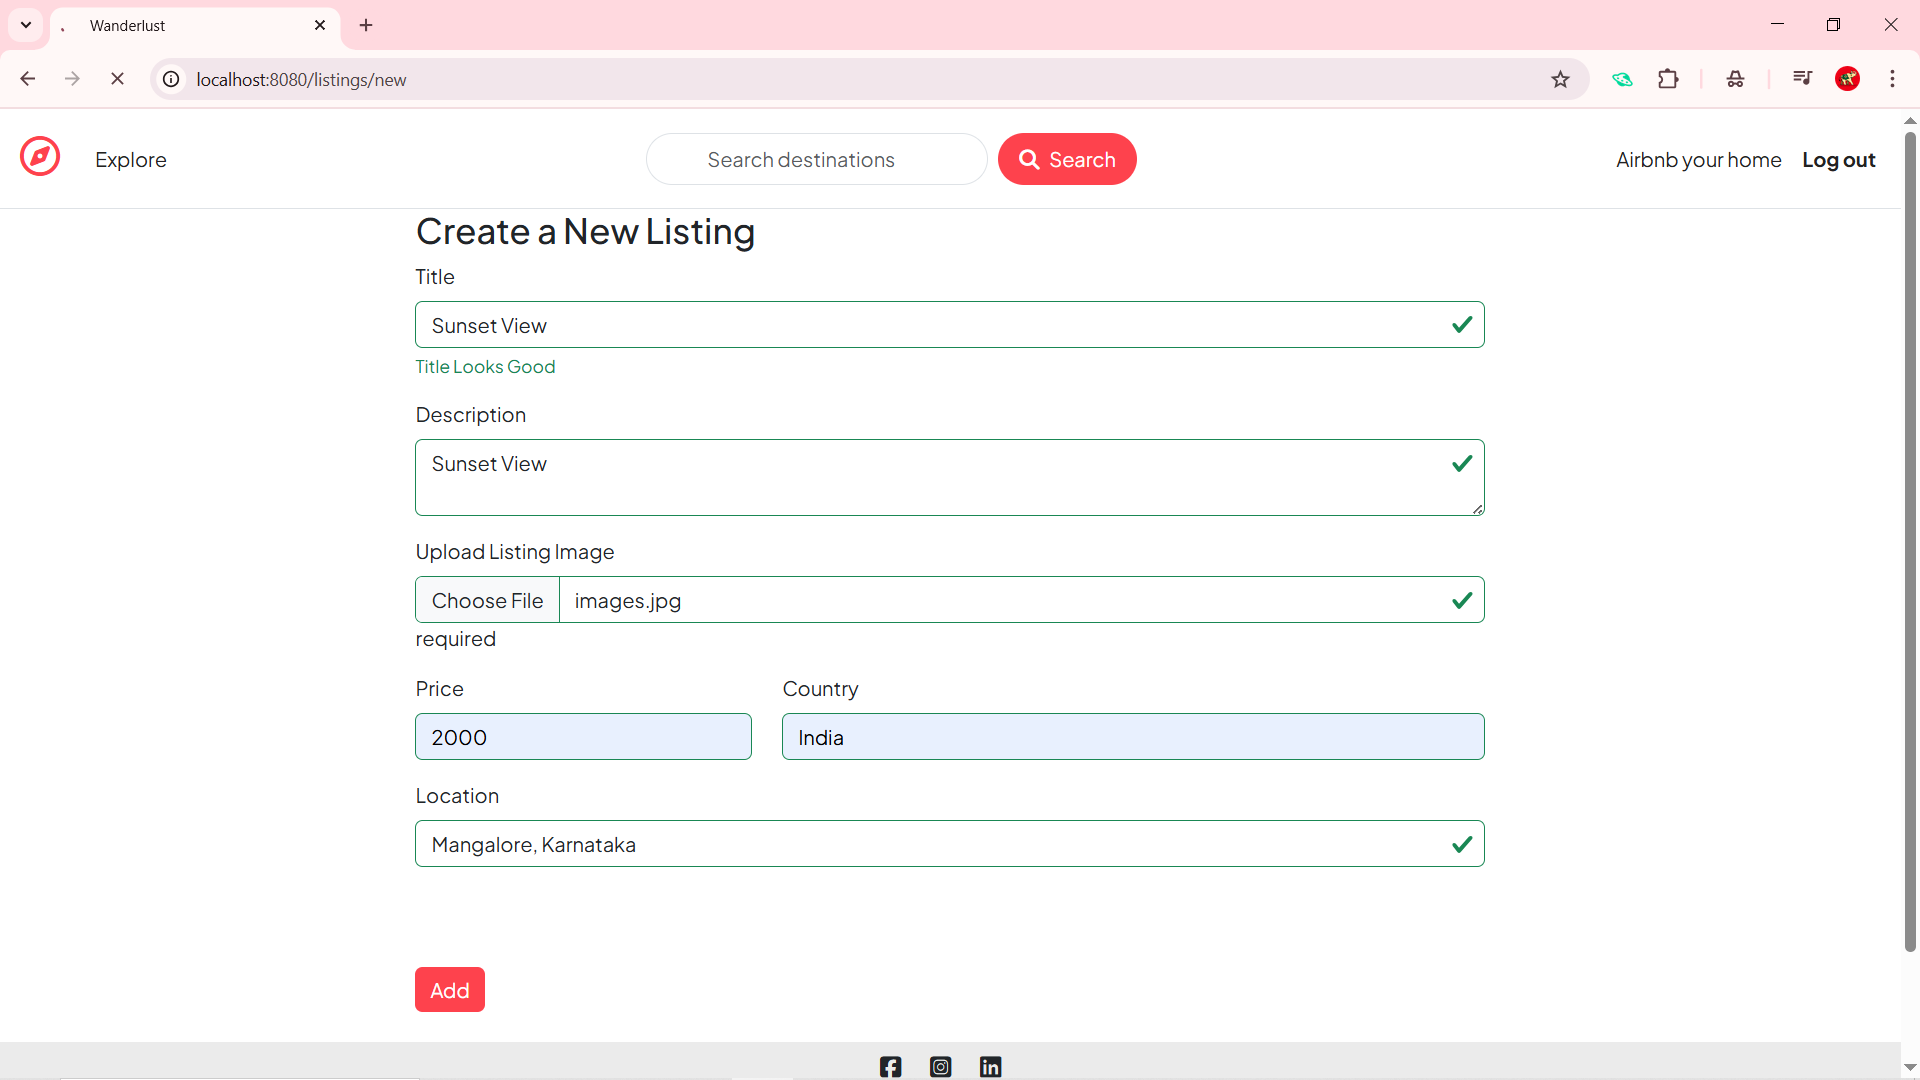 Wanderlust
localhost:8080/listings/new
Explore
Search destinations
Search
Airbnb your home
Log out
Create a New Listing
Title
Sunset View
Title Looks Good
Description
Sunset View
Upload Listing Image
Choose File
images.jpg
required
Price
Country
2000
India
Location
Mangalore, Karnataka
Add